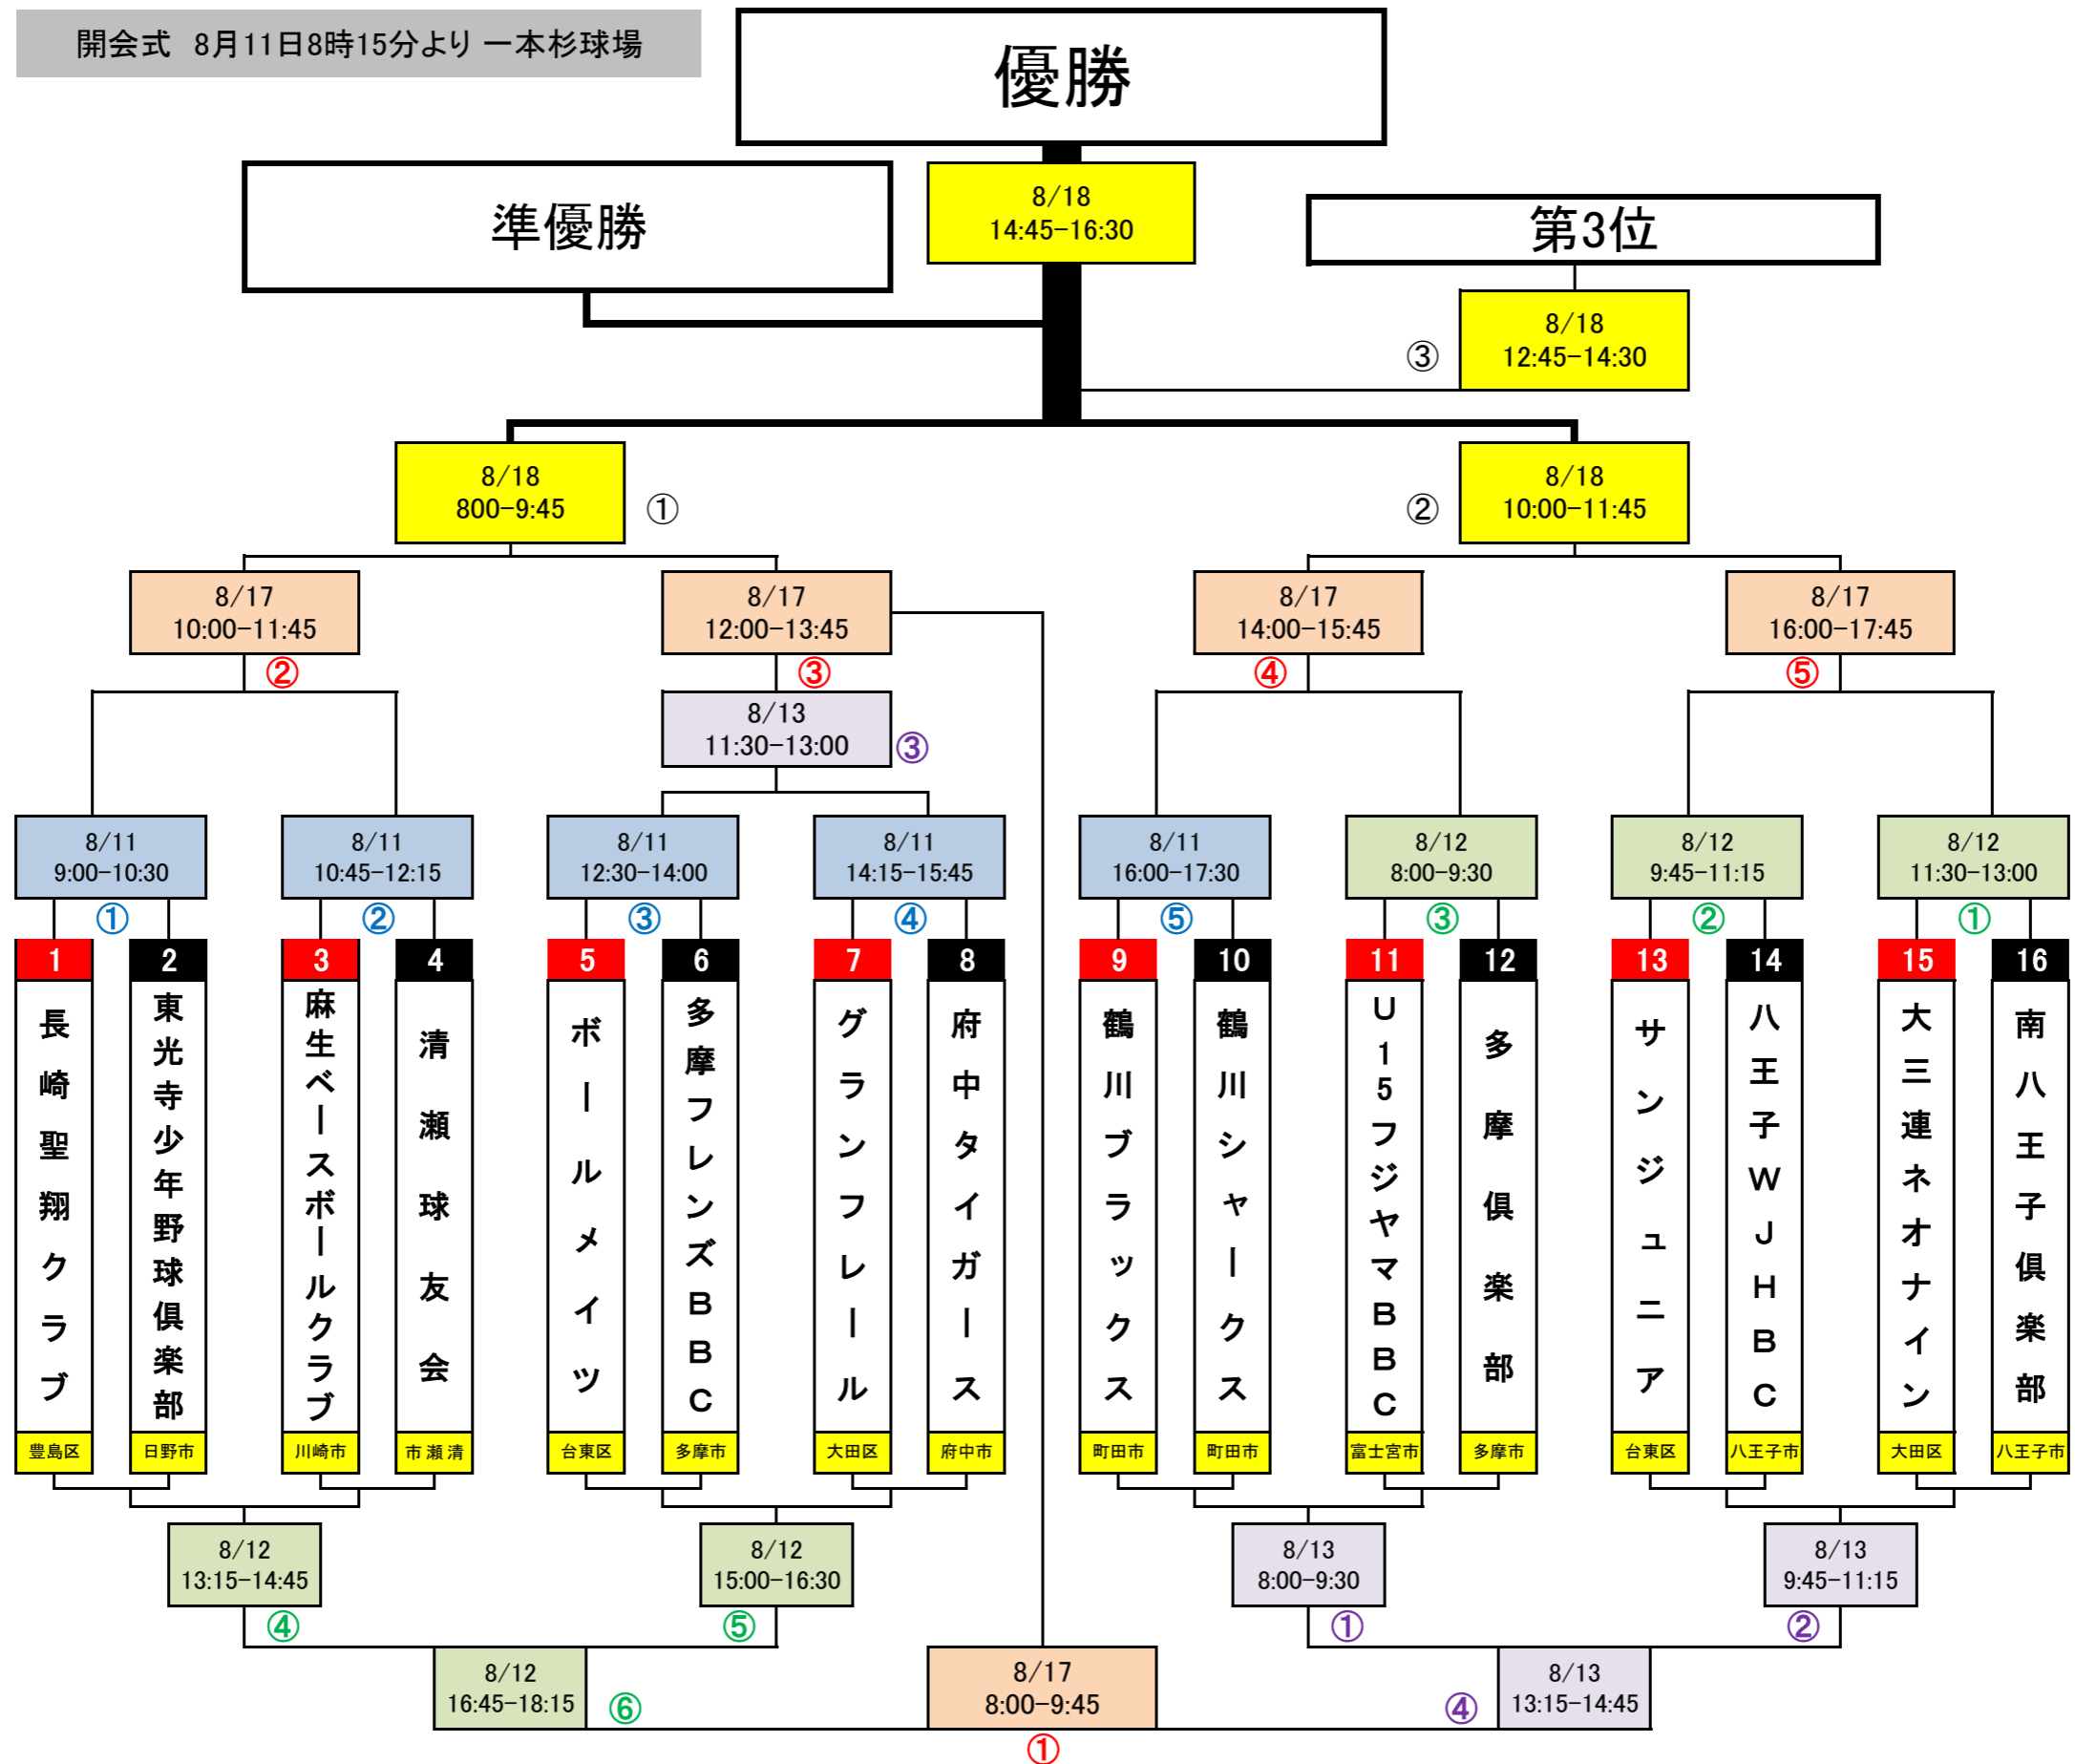 開会式 8月11日8時15分より 一本杉球場
優勝
準優勝
8/18
14:45-16:30
第3位
8/18
12:45-14:30
③
8/18
800-9:45
①
②
8/18
10:00-11:45
8/17
10:00-11:45
②
8/17
12:00-13:45
③
8/17
14:00-15:45
④
8/17
16:00-17:45
⑤
8/13
11:30-13:00
③
8/11
9:00-10:30
①
8/11
10:45-12:15
②
8/11
12:30-14:00
③
8/11
14:15-15:45
④
8/11
16:00-17:30
⑤
8/12
8:00-9:30
③
8/12
9:45-11:15
②
8/12
11:30-13:00
①
1
長崎聖翔クラブ
豊島区
2
東光寺少年野球倶楽部
日野市
3
麻生ベースボールクラブ
川崎市
4
清瀬球友会
市瀬清
5
ボールメイツ
台東区
6
多摩フレンズBBC
多摩市
7
グランフレール
大田区
8
府中タイガース
府中市
9
鶴川ブラックス
町田市
10
鶴川シャークス
町田市
11
U15フジヤマBBC
富士宮市
12
多摩倶楽部
多摩市
13
サンジュニア
台東区
14
八王子WJHBC
八王子市
15
大三連ネオナイン
大田区
16
南八王子倶楽部
八王子市
8/12
13:15-14:45
④
8/12
15:00-16:30
⑤
8/13
8:00-9:30
①
8/13
9:45-11:15
②
8/12
16:45-18:15
⑥
8/17
8:00-9:45
①
④
8/13
13:15-14:45